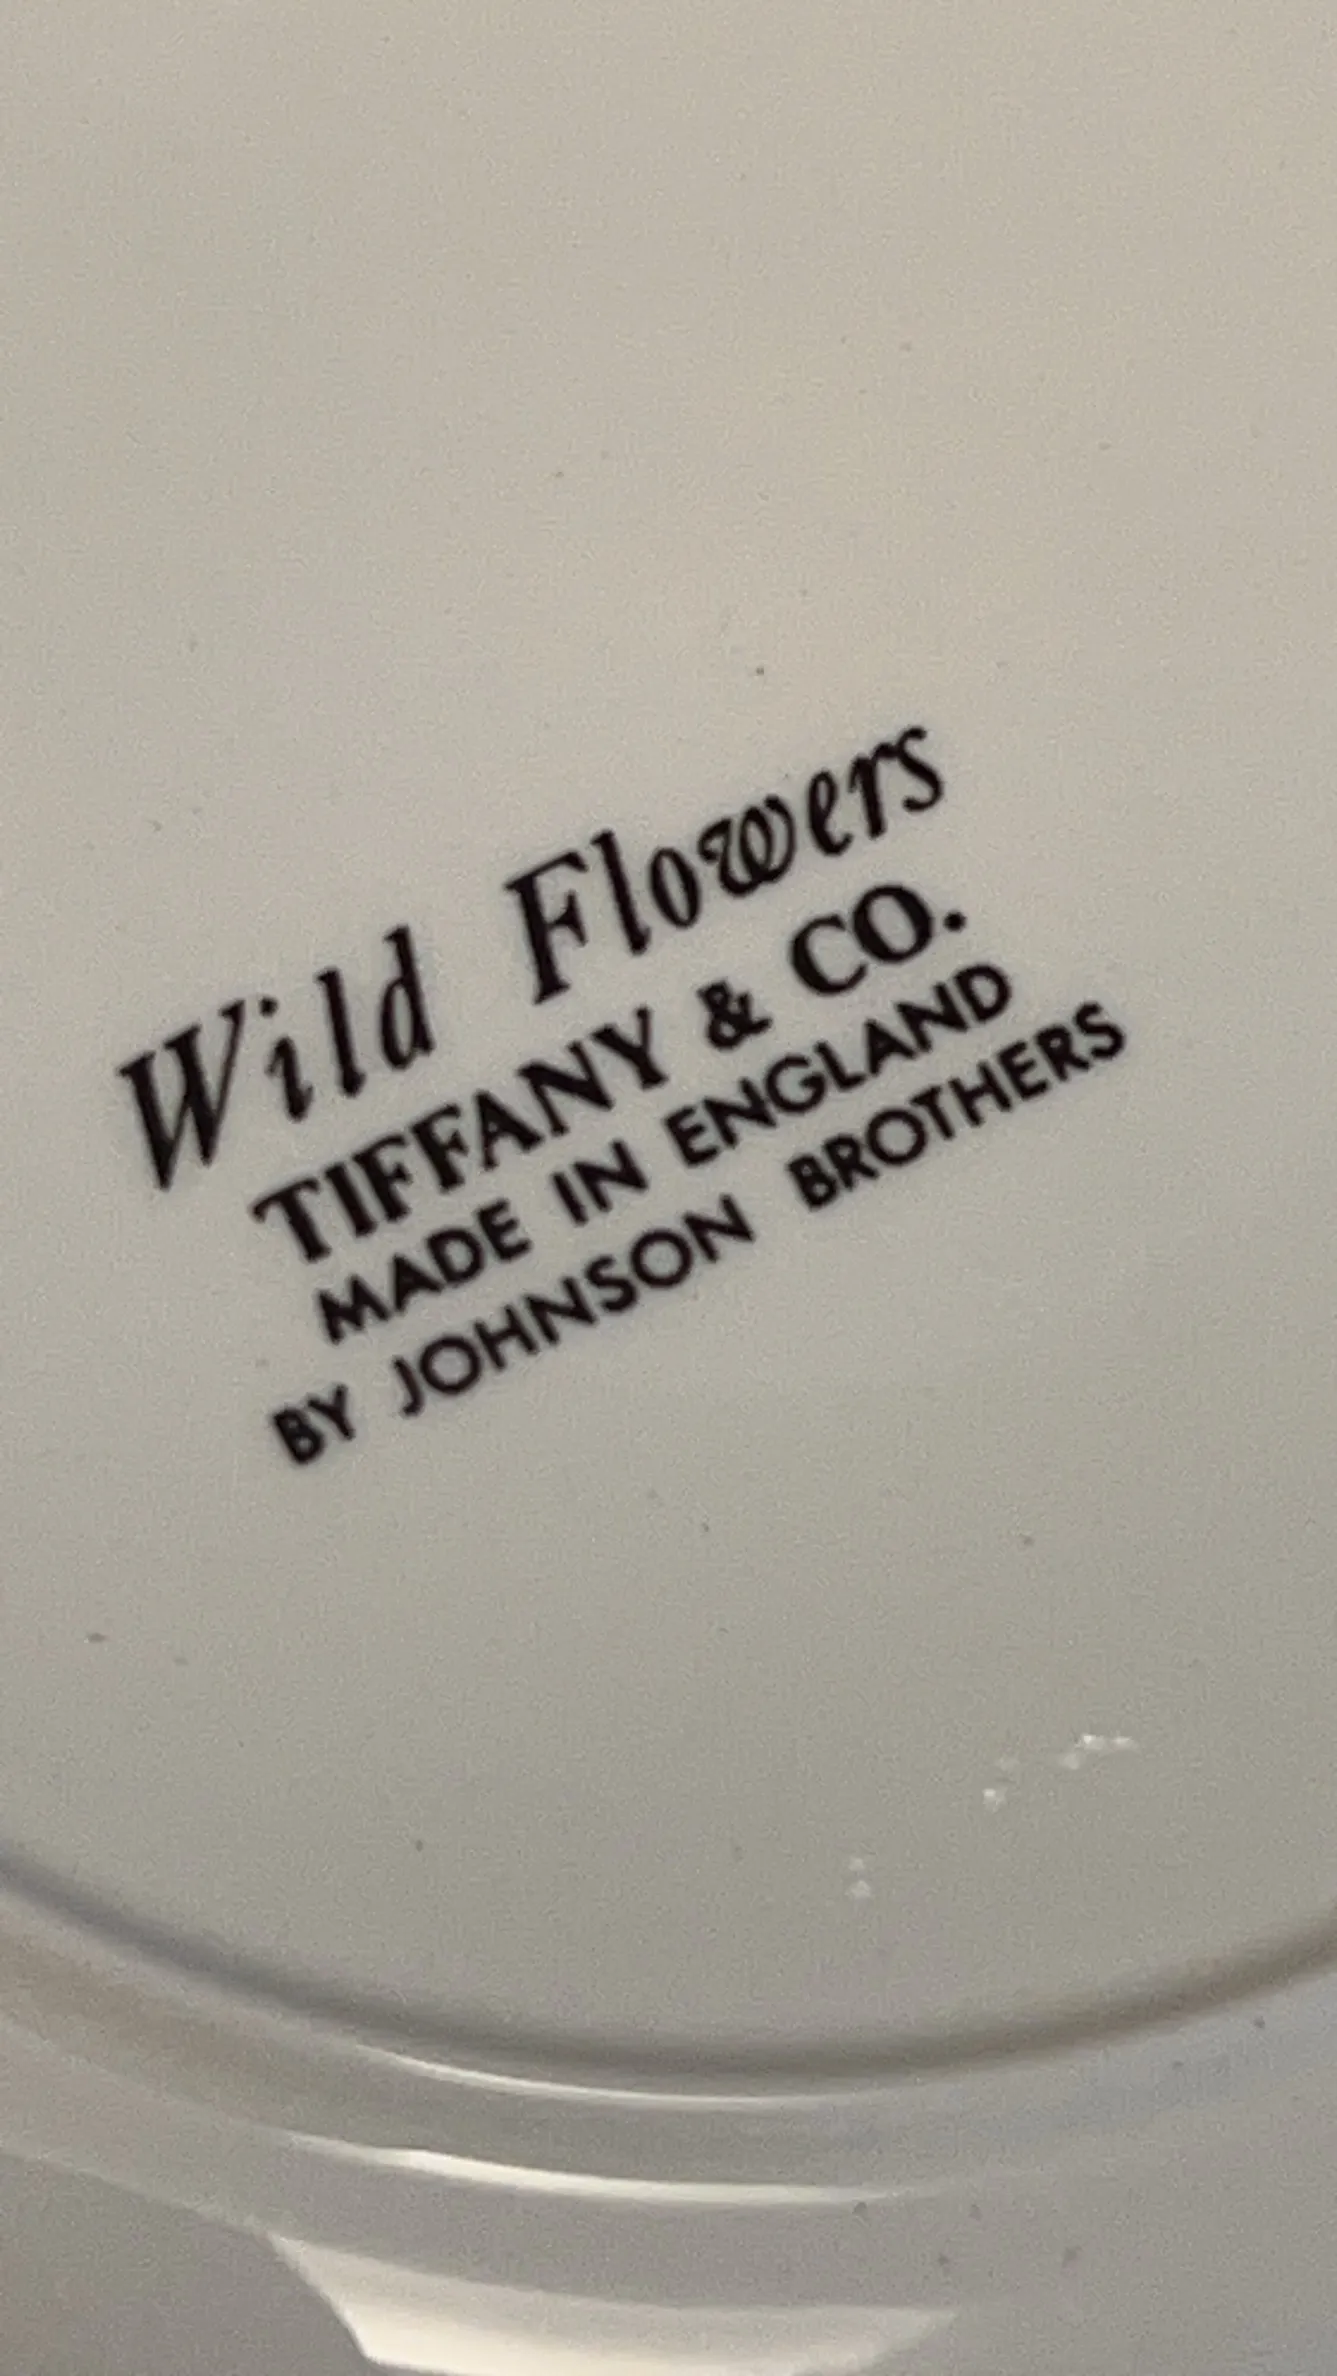 Wild Flowers
TIFFANY & CO.
MADE IN ENGLAND
BY JOHNSON BROTHERS